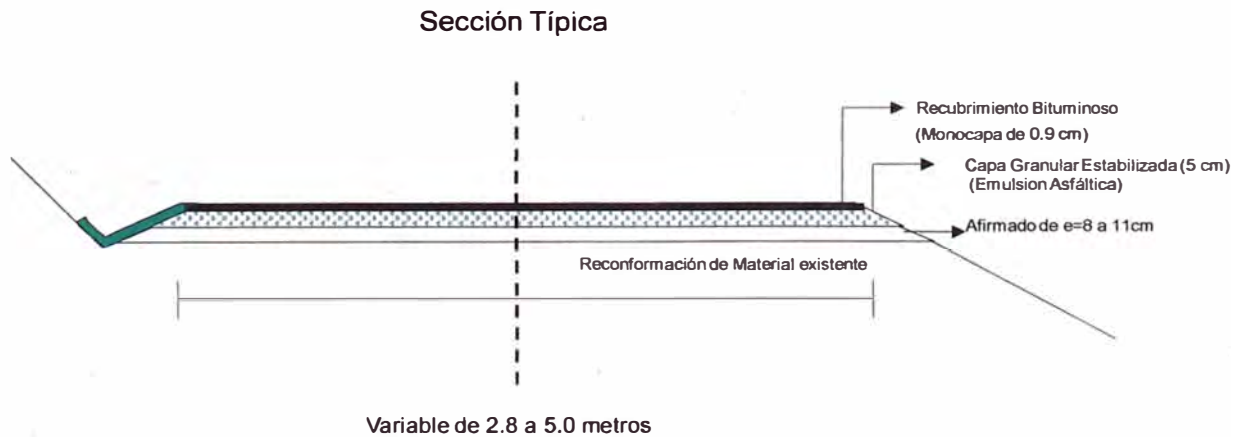 Sección Típica
Recubrimiento Bituminoso
(Monocapa de 0.9 cm)
Capa Granular Estabilizada (5 cm)
(Emulsion Asfáltica)
Afirmado de e=8 a 11cm
Reconformación de Material existente
Variable de 2.8 a 5.0 metros